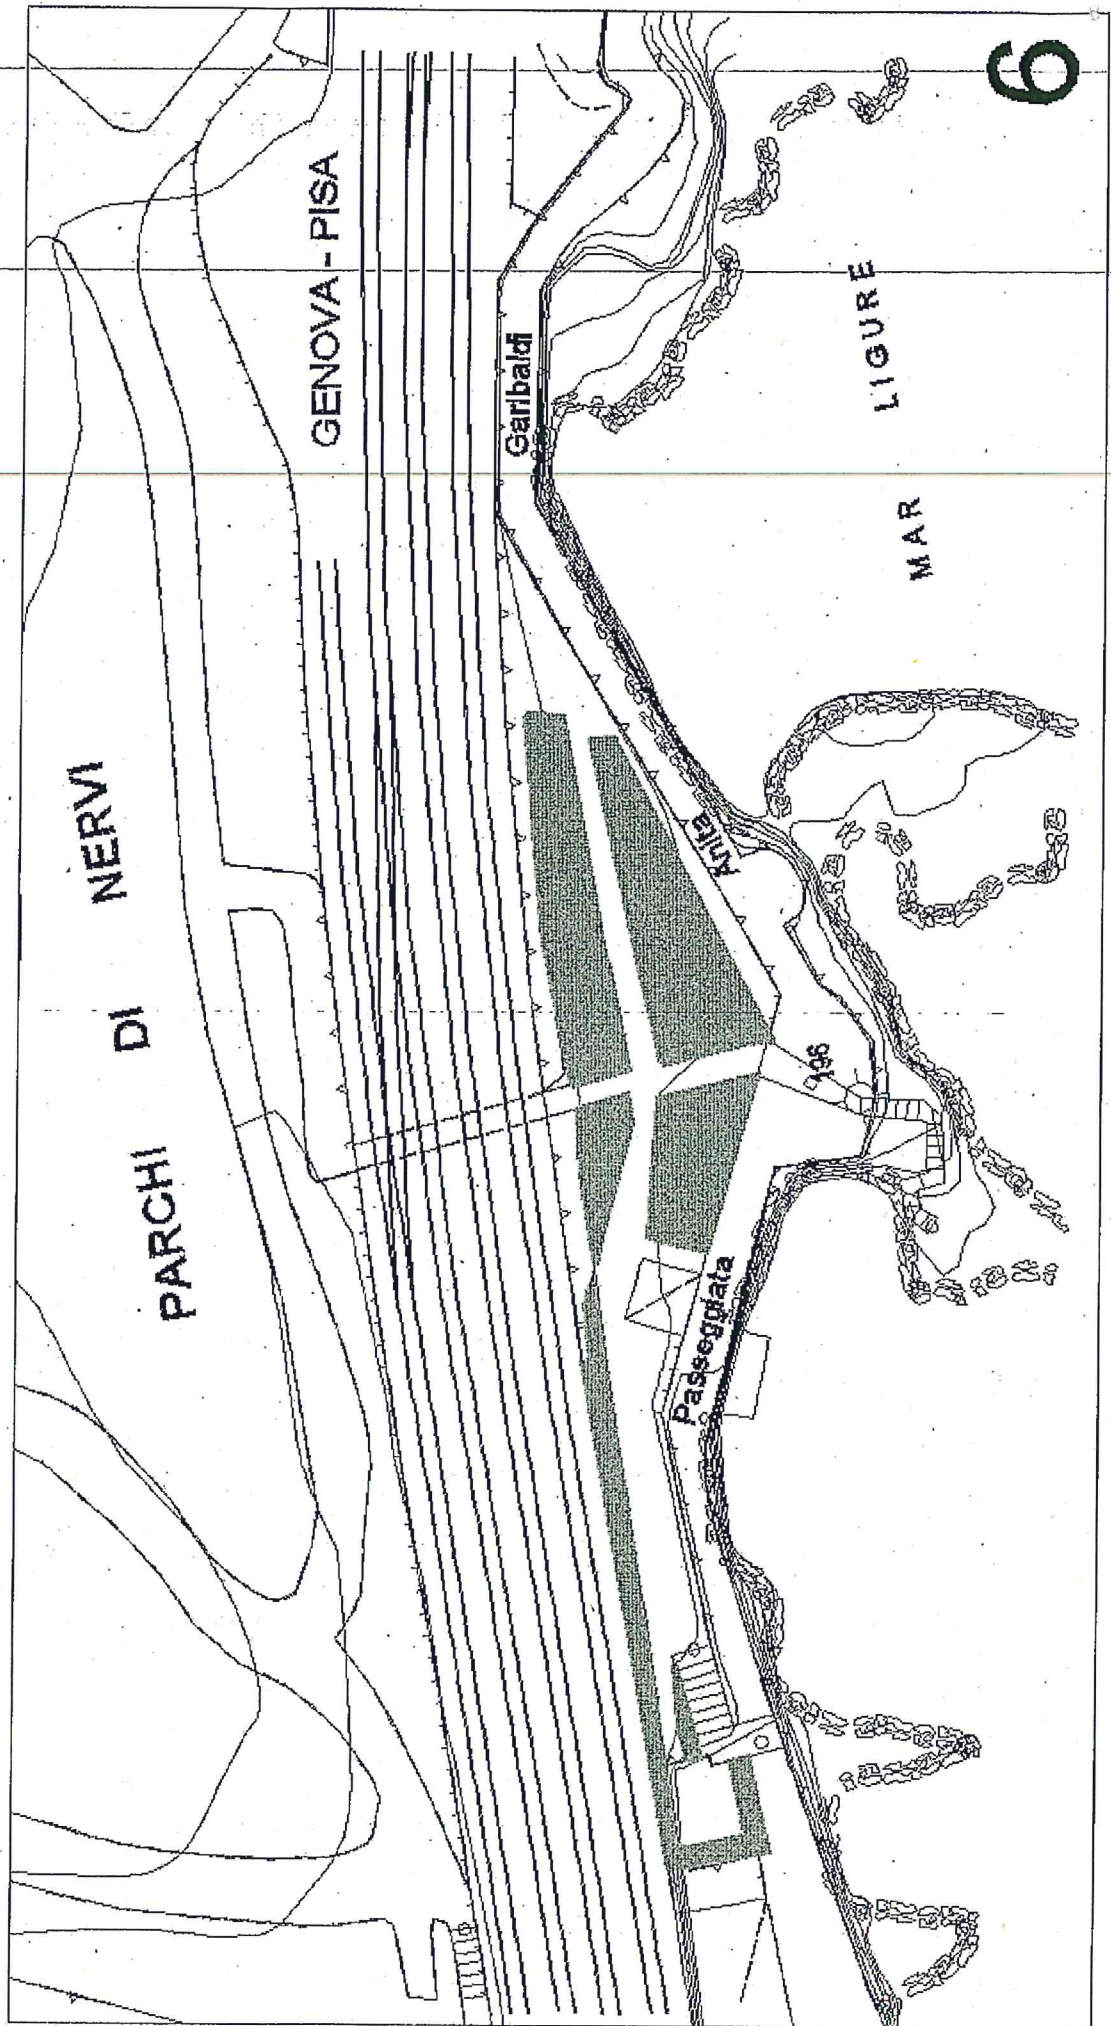 PARCHI DI NERVI
GENOVA - PISA
Passeggiata Anita Garibaldi
196
MAR LIGURE
6